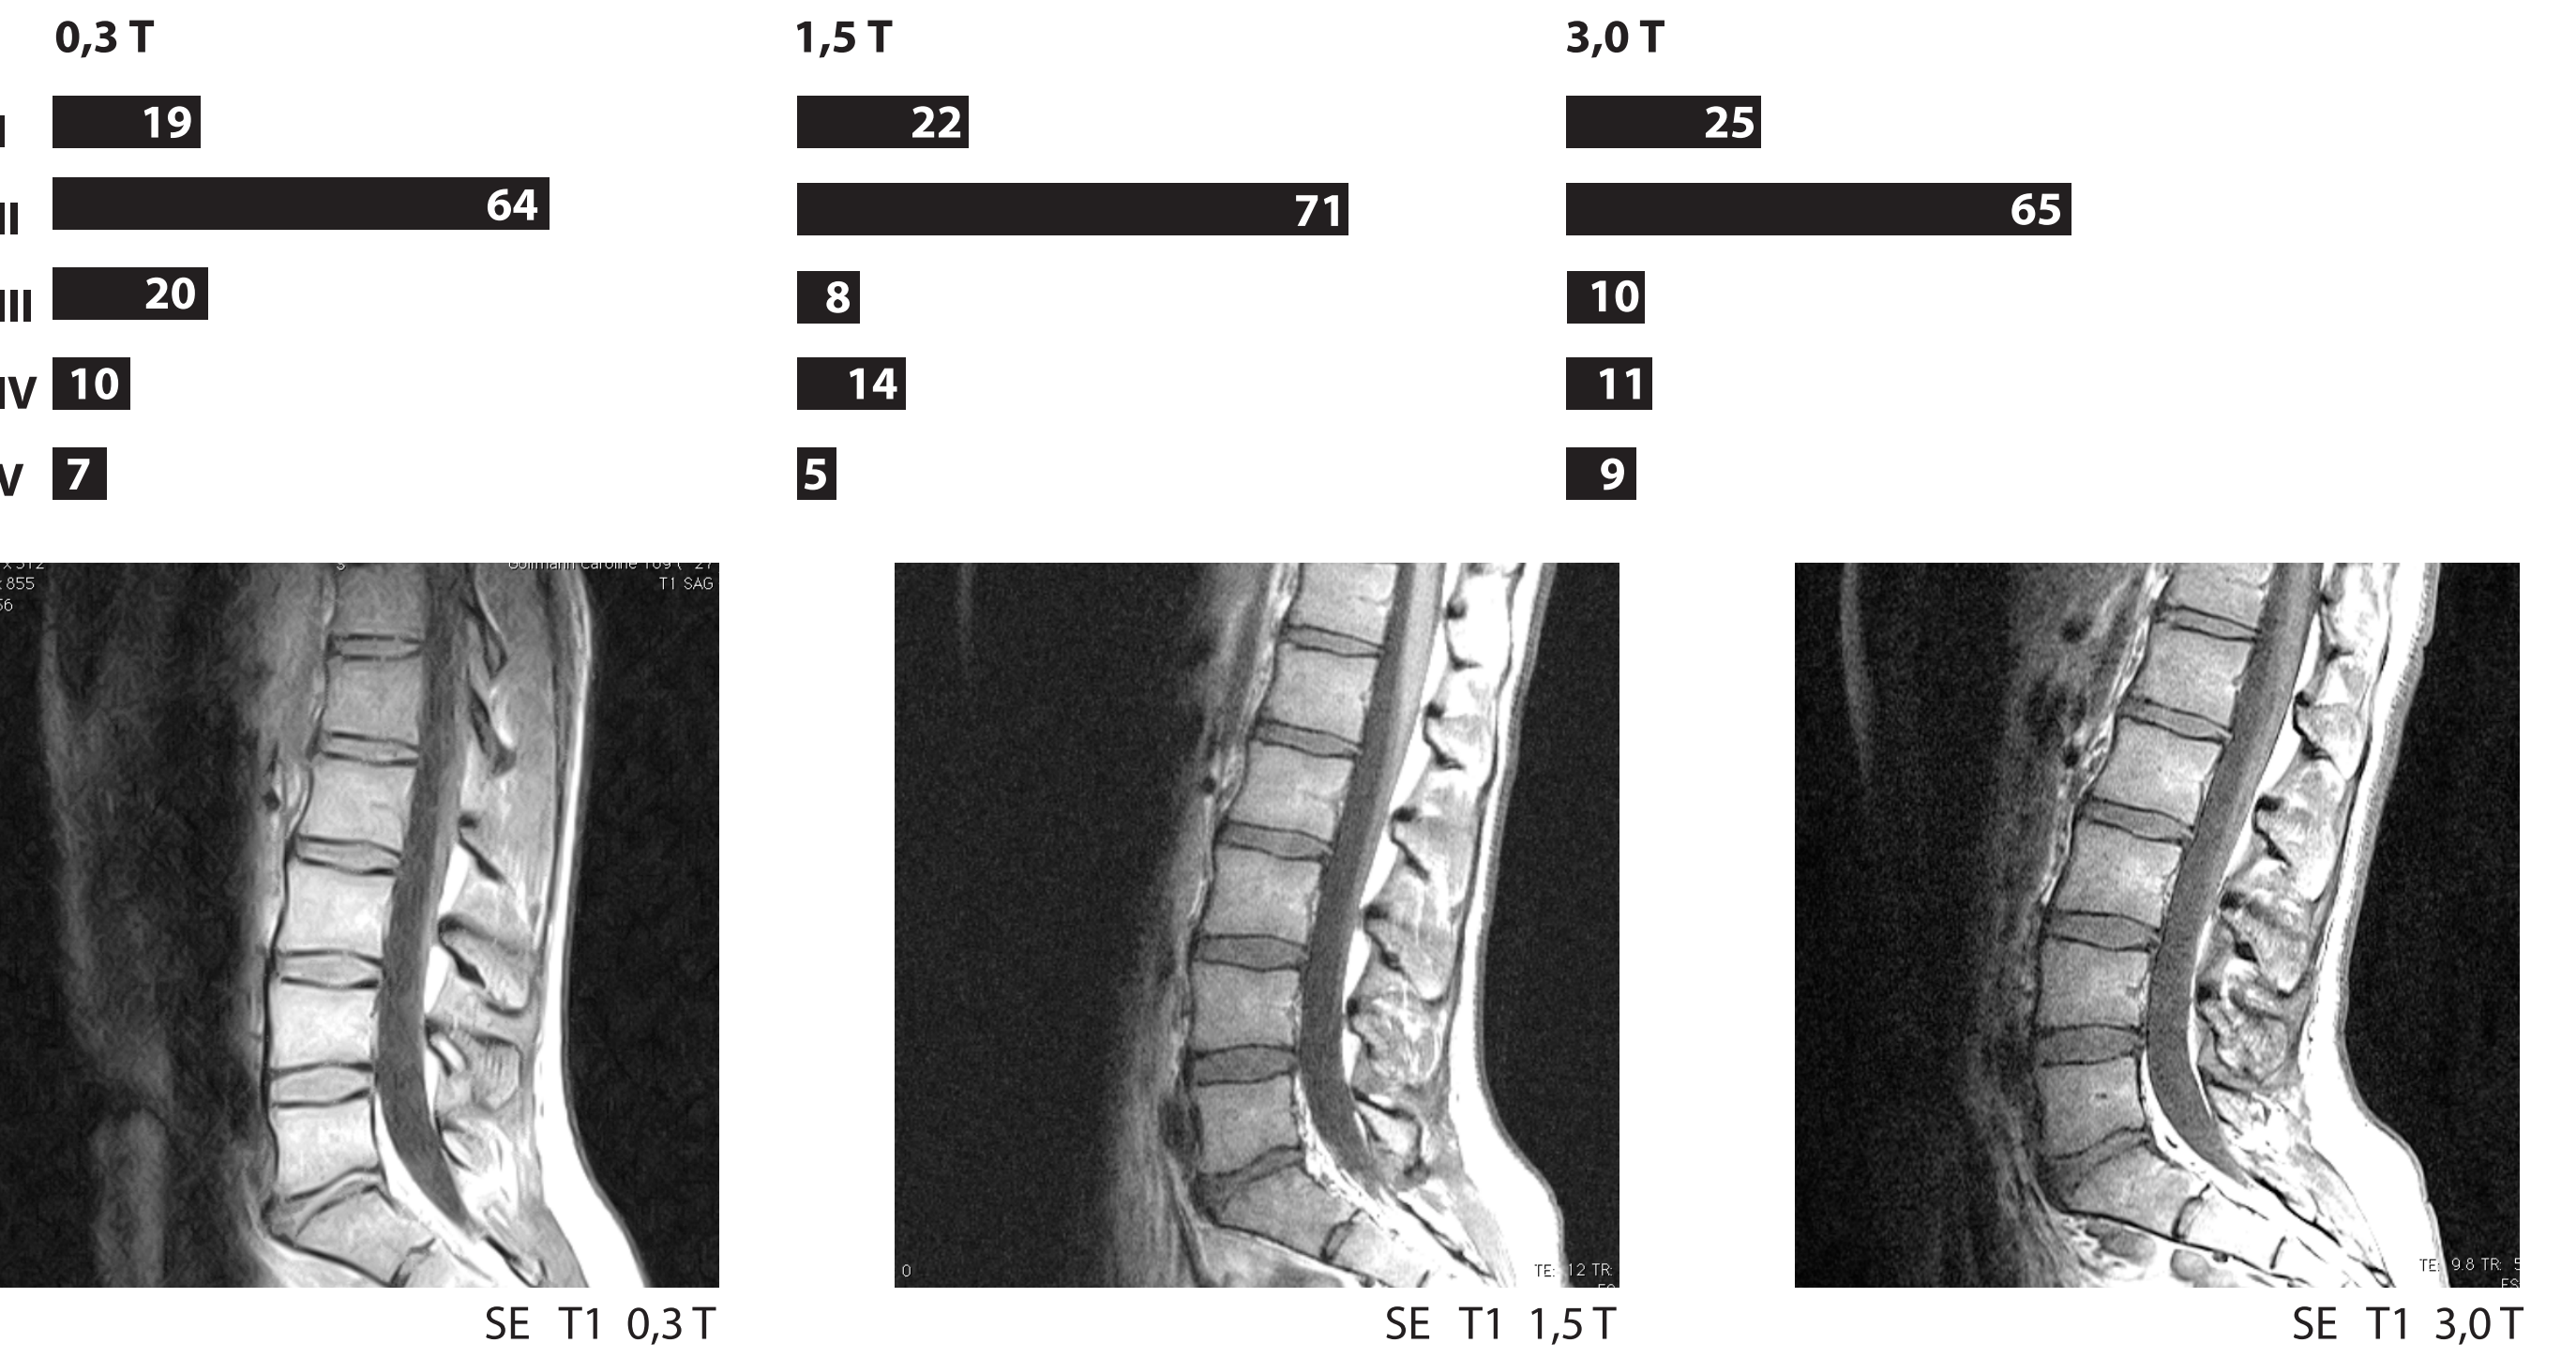 0,3 T 1,5 T 3,0 T
I 19 22 25
II 64 71 65
III 20 8 10
IV 10 14 11
V 7 5 9
T1 SAG
855
0
TE: 12 TR:
TE: 9.8 TR:
SE T1 0,3 T
SE T1 1,5 T
SE T1 3,0 T